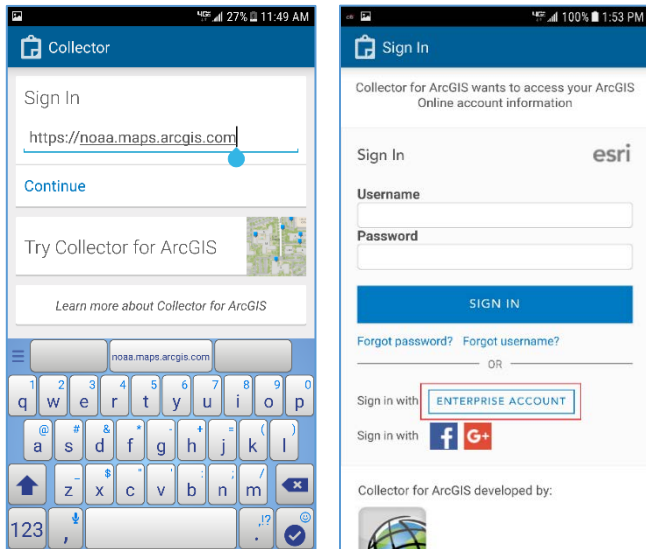 4GE 27% 11:49 AM
Collector
Sign In
https://noaa.maps.arcgis.com
Continue
Try Collector for ArcGIS
Learn more about Collector for ArcGIS
noaa.maps.arcgis.com
1 2 3 4 5 6 7 8 9 0
q w e r t y u i o p
@ # & * - + = ( )
a s d f g h j k l
_ $ " ' : ; /
z x c v b n m
123 , ,!? .
4GE 100% 1:53 PM
Sign In
Collector for ArcGIS wants to access your ArcGIS
Online account information
Sign In esri
Username
Password
SIGN IN
Forgot password? Forgot username?
OR
Sign in with ENTERPRISE ACCOUNT
Sign in with f G+
Collector for ArcGIS developed by: